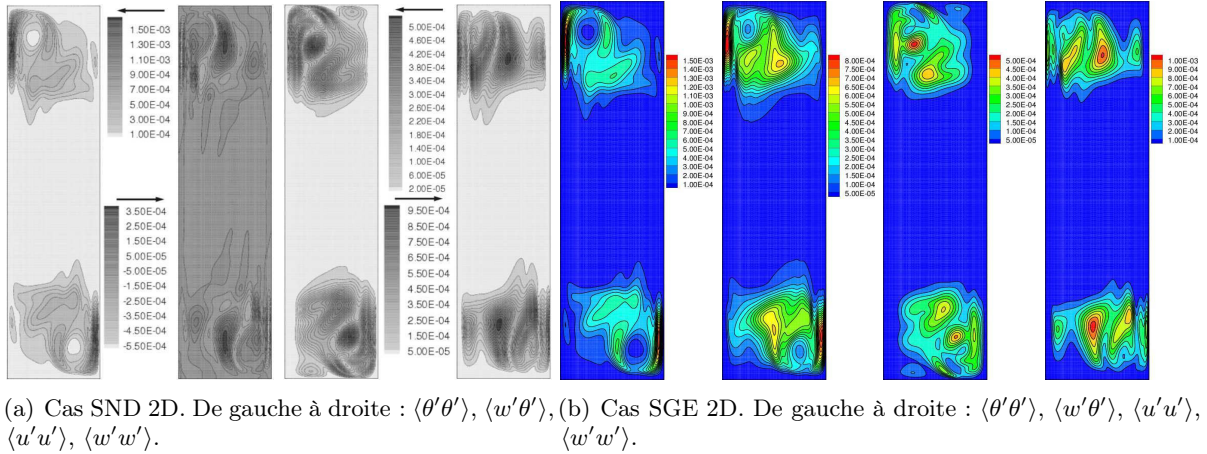 1.50E-03
1.30E-03
1.10E-03
9.00E-04
7.00E-04
5.00E-04
3.00E-04
1.00E-04
3.50E-04
2.50E-04
1.50E-04
5.00E-05
-5.00E-05
-1.50E-04
-2.50E-04
-3.50E-04
-4.50E-04
-5.50E-04
5.60E-04
4.60E-04
4.20E-04
3.80E-04
3.40E-04
3.00E-04
2.60E-04
2.20E-04
1.80E-04
1.40E-04
1.00E-04
6.00E-05
2.00E-05
9.50E-04
8.50E-04
7.50E-04
6.50E-04
5.50E-04
4.50E-04
3.50E-04
2.50E-04
1.50E-04
5.00E-05
1.50E-03
1.40E-03
1.30E-03
1.20E-03
1.10E-03
1.00E-03
9.00E-04
8.00E-04
7.00E-04
6.00E-04
5.00E-04
4.00E-04
3.00E-04
2.00E-04
1.00E-04
8.00E-04
7.50E-04
7.00E-04
6.50E-04
6.00E-04
5.50E-04
5.00E-04
4.50E-04
4.00E-04
3.50E-04
3.00E-04
2.50E-04
2.00E-04
1.50E-04
1.00E-04
5.00E-05
5.00E-04
4.50E-04
4.00E-04
3.50E-04
3.00E-04
2.50E-04
2.00E-04
1.50E-04
1.00E-04
5.00E-05
1.00E-03
9.00E-04
8.00E-04
7.00E-04
6.00E-04
5.00E-04
4.00E-04
3.00E-04
2.00E-04
1.00E-04
(a) Cas SND 2D. De gauche à droite : ⟨θ′θ′⟩, ⟨w′θ′⟩,
⟨u′u′⟩, ⟨w′w′⟩.
(b) Cas SGE 2D. De gauche à droite : ⟨θ′θ′⟩, ⟨w′θ′⟩, ⟨u′u′⟩,
⟨w′w′⟩.